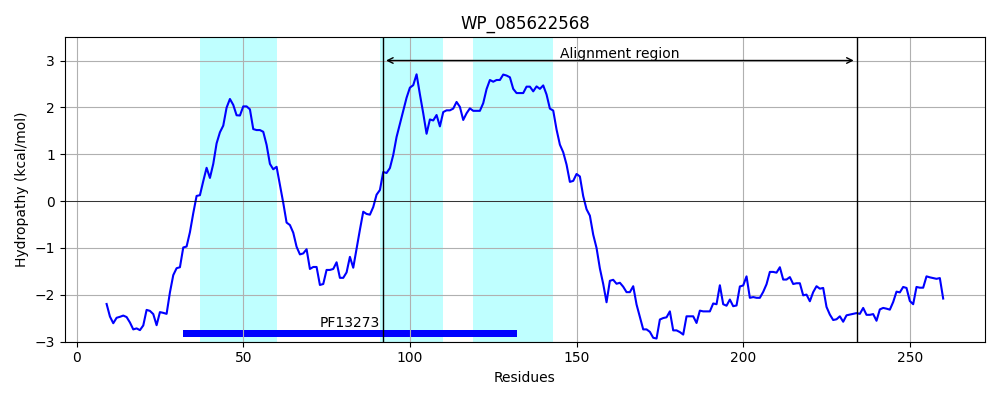 WP_085622568
Alignment region
Hydropathy (kcal/mol)
3
2
1
0
−1
−2
−3
PF13273
0
50
100
150
200
250
Residues